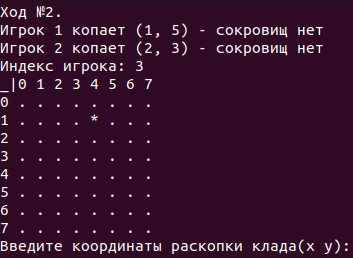 Ход №2.
Игрок 1 копает (1, 5) - сокровищ нет
Игрок 2 копает (2, 3) - сокровищ нет
Индекс игрока: 3
_|0 1 2 3 4 5 6 7
0 . . . . . . . .
1 . . . . * . . .
2 . . . . . . . .
3 . . . . . . . .
4 . . . . . . . .
5 . . . . . . . .
6 . . . . . . . .
7 . . . . . . . .
Введите координаты раскопки клада(x y):